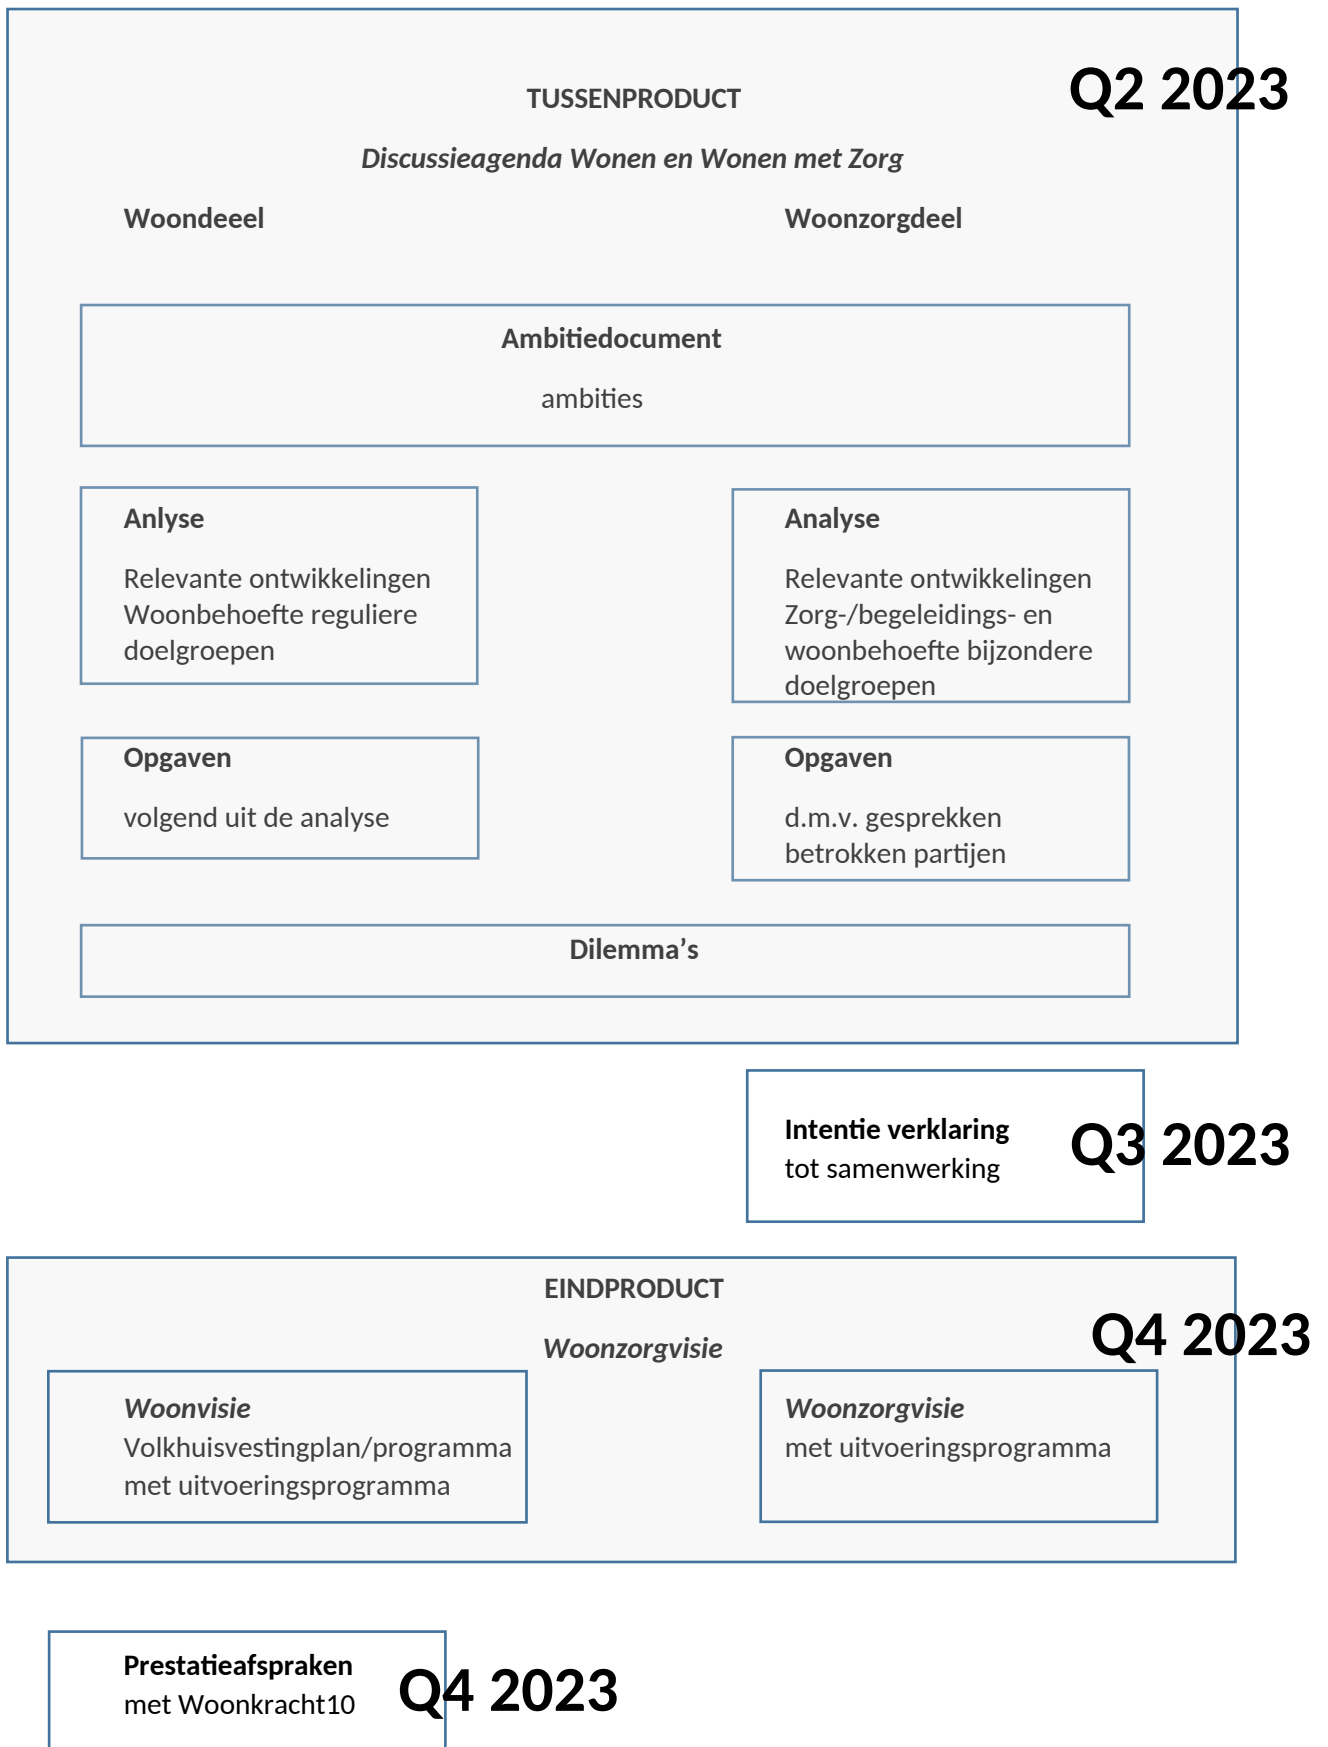 Q2 2023
TUSSENPRODUCT
Discussieagenda Wonen en Wonen met Zorg
Woondeeel
Woonzorgdeel
Ambitiedocument
ambities
Anlyse
Relevante ontwikkelingen
Woonbehoefte reguliere
doelgroepen
Analyse
Relevante ontwikkelingen
Zorg-/begeleidings- en
woonbehoefte bijzondere
doelgroepen
Opgaven
volgend uit de analyse
Opgaven
d.m.v. gesprekken
betrokken partijen
Dilemma’s
Intentie verklaring
tot samenwerking
Q3 2023
EINDPRODUCT
Woonzorgvisie
Q4 2023
Woonvisie
Volkhuisvestingplan/programma
met uitvoeringsprogramma
Woonzorgvisie
met uitvoeringsprogramma
Prestatieafspraken
met Woonkracht10
Q4 2023